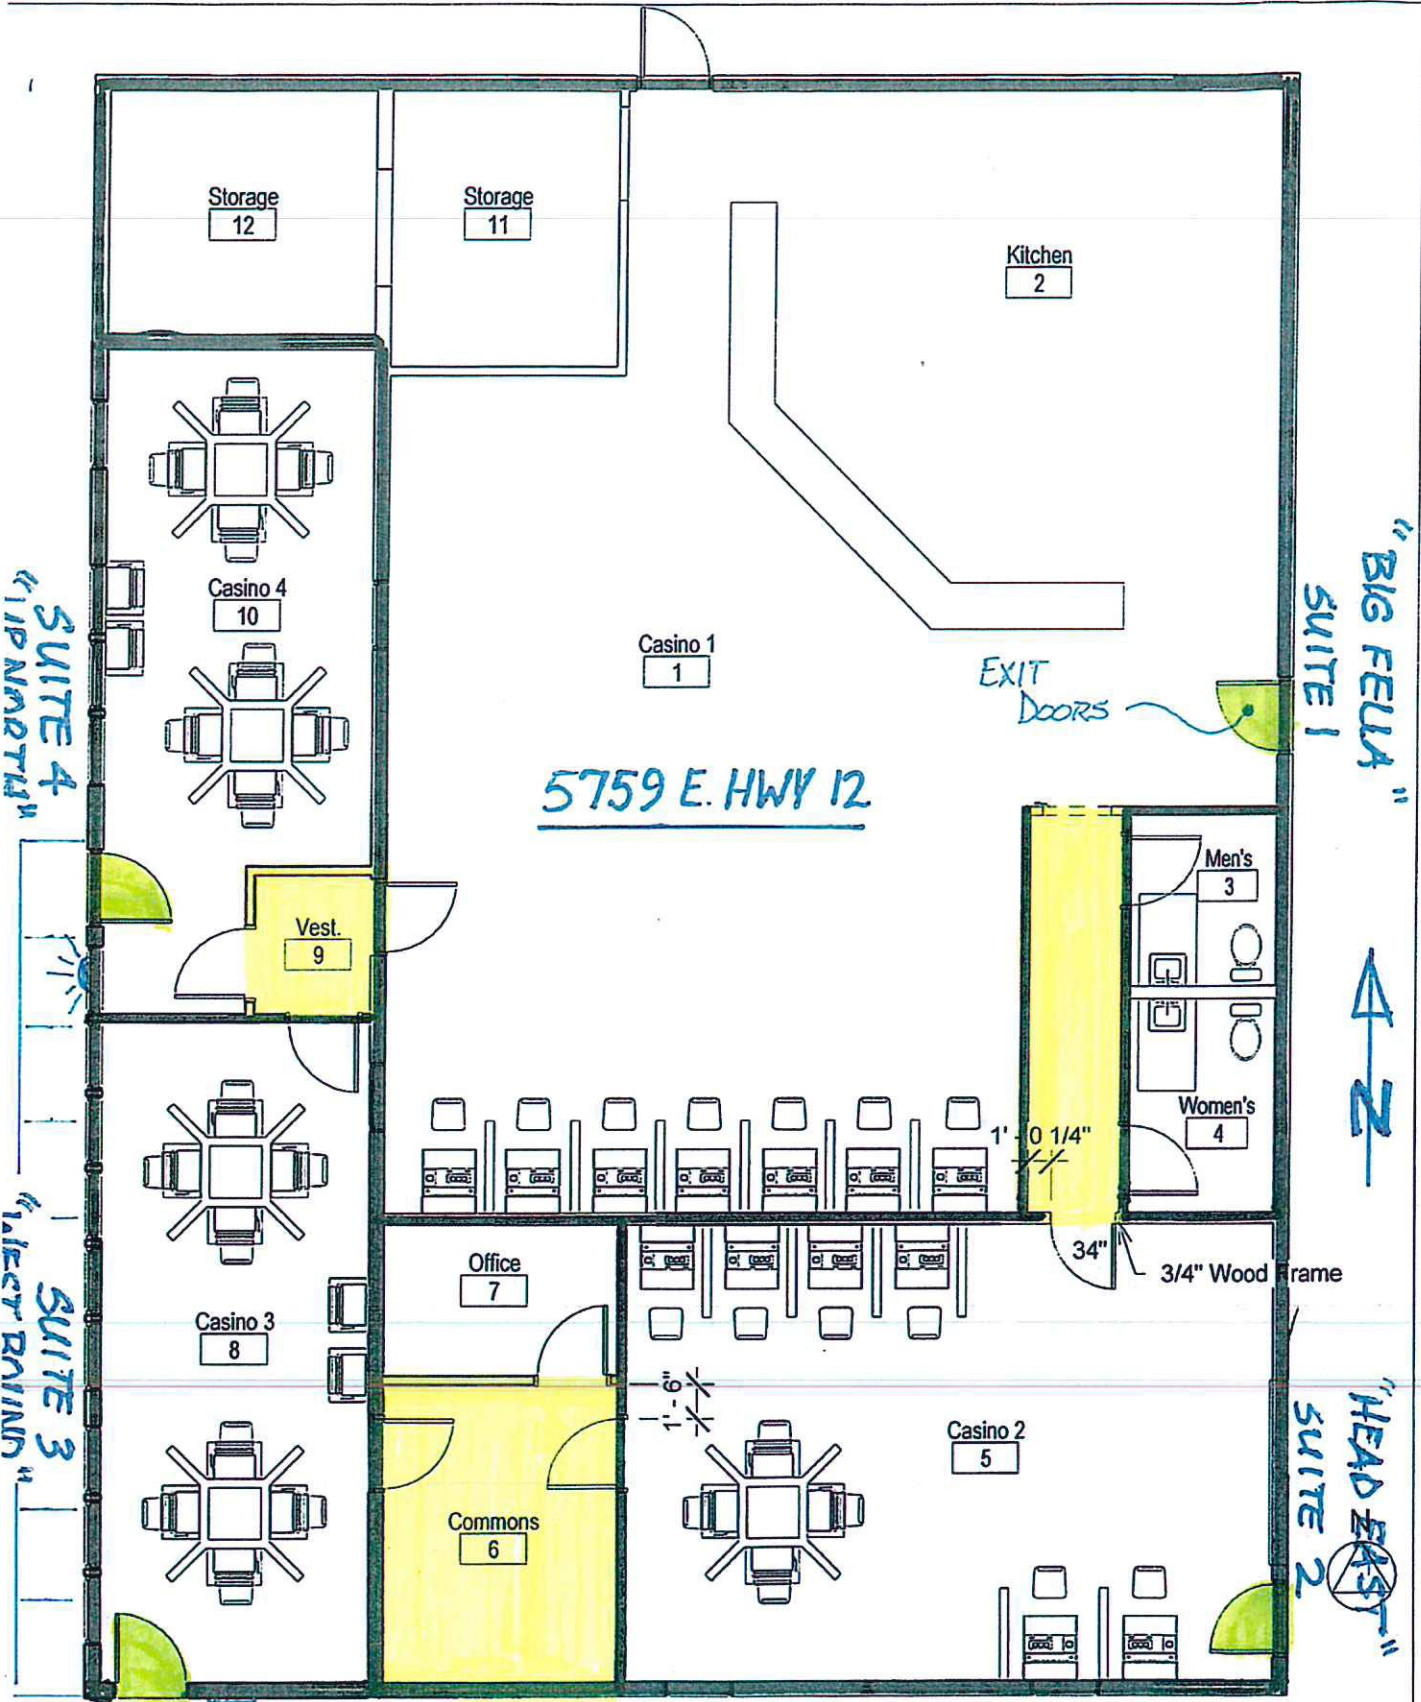 Storage
12
Storage
11
Kitchen
2
Casino 4
10
Casino 1
1
EXIT
DOORS
5759 E. HWY 12
Men's
3
Vest.
9
Women's
4
1' - 0 1/4"
34"
3/4" Wood Frame
Office
7
Casino 3
8
1' - 6"
Casino 2
5
Commons
6
"BIG FELLA"
SUITE 1
N
"HEAD EAST"
SUITE 2
SUITE 4
SUITE 3